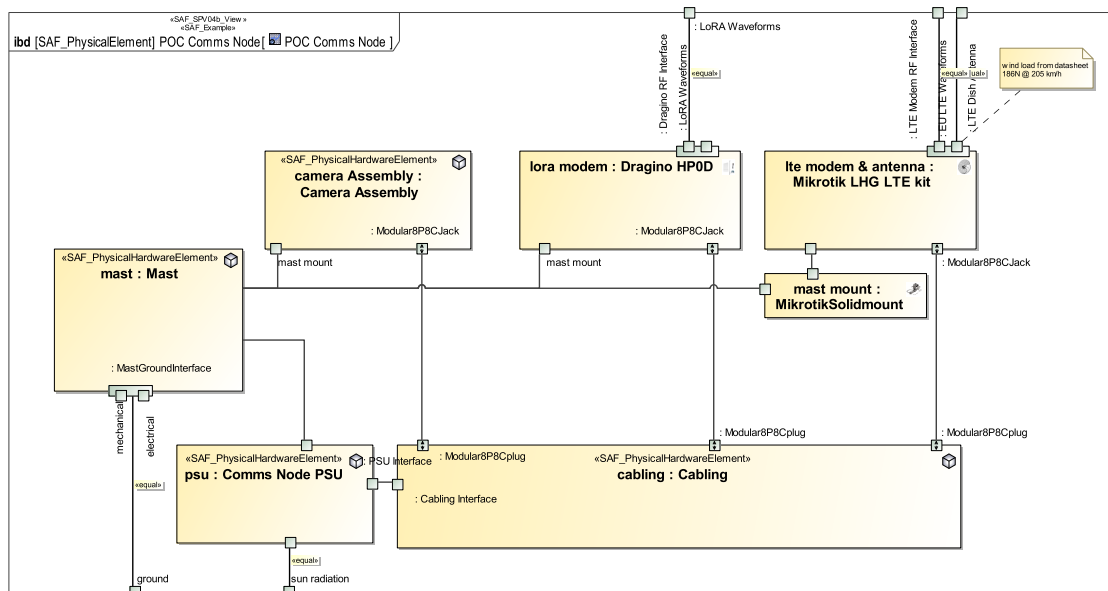 «SAF_SPV04b_View »
«SAF_Example»
ibd [SAF_PhysicalElement] POC Comms Node[ POC Comms Node ]
: LoRA Waveforms
: Dragino RF Interface
: LoRA Waveforms
«equal»
: LTE Modem RF Interface
: EU LTE Waveforms
«equal»
ual»
: LTE Dish Antenna
wind load from datasheet
186N @ 205 km/h
«SAF_PhysicalHardwareElement»
camera Assembly :
Camera Assembly
: Modular8P8CJack
mast mount
lora modem : Dragino HP0D
: Modular8P8CJack
mast mount
lte modem & antenna :
Mikrotik LHG LTE kit
: Modular8P8CJack
mast mount :
MikrotikSolidmount
«SAF_PhysicalHardwareElement»
mast : Mast
: MastGroundInterface
mechanical
electrical
«equal»
ground
«SAF_PhysicalHardwareElement»
psu : Comms Node PSU
: PSU Interface
«equal»
sun radiation
: Modular8P8Cplug
: Modular8P8Cplug
: Modular8P8Cplug
«SAF_PhysicalHardwareElement»
cabling : Cabling
: Cabling Interface